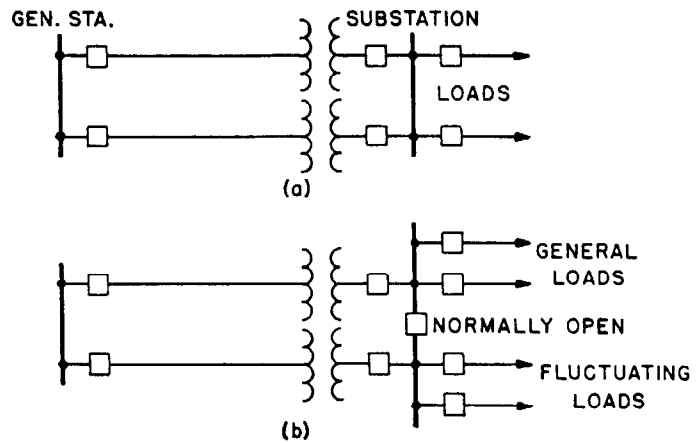 GEN. STA.
SUBSTATION
LOADS
(a)
GENERAL
LOADS
NORMALLY OPEN
FLUCTUATING
LOADS
(b)